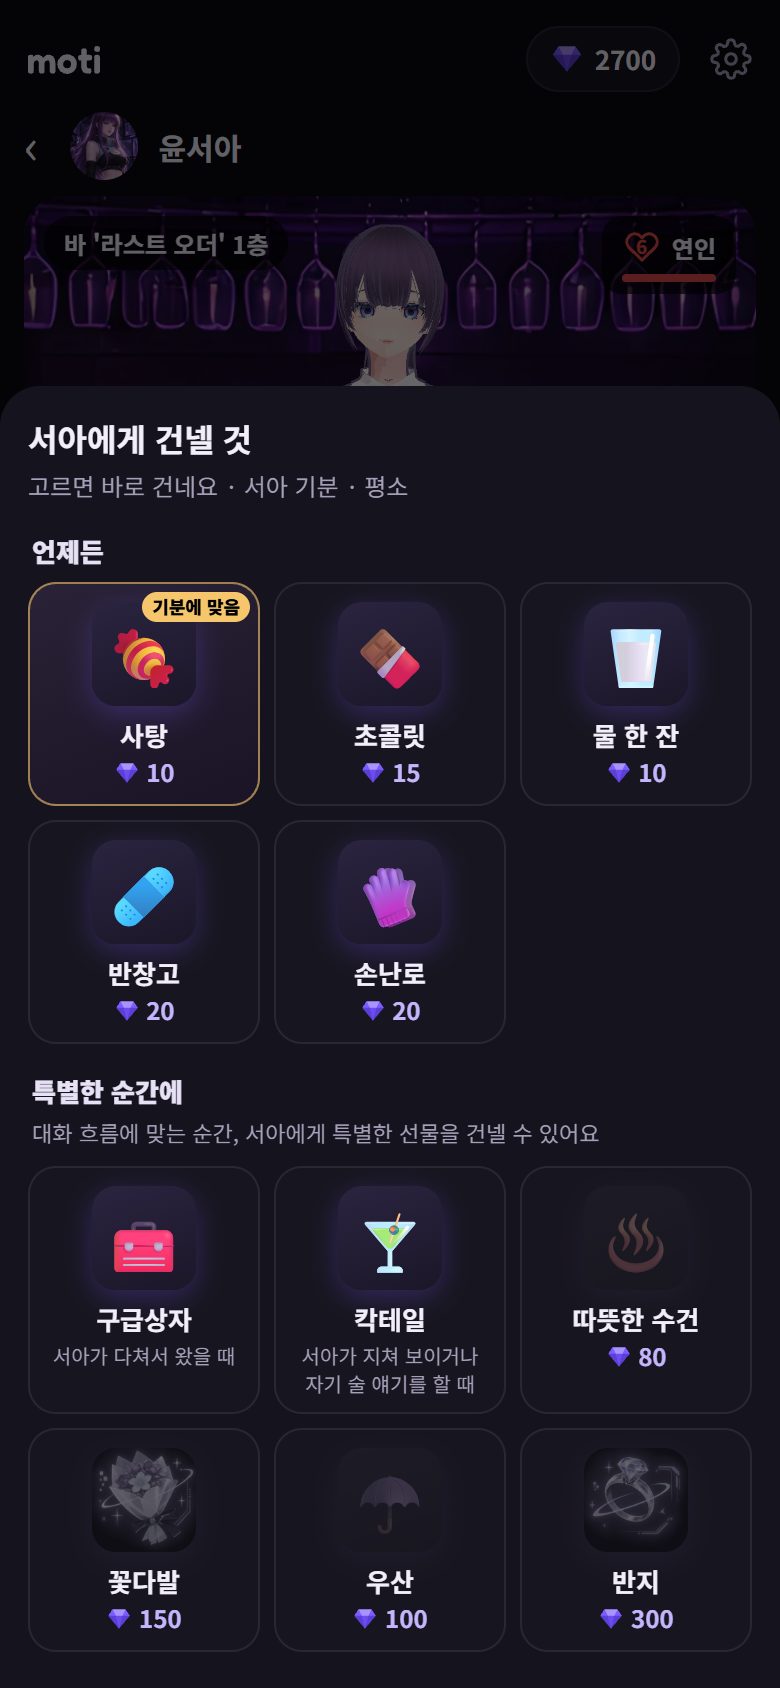 moti
2700
윤서아
바 '라스트 오더' 1층
6 연인
서아에게 건넬 것
고르면 바로 건네요 · 서아 기분 · 평소
언제든
기분에 맞음
사탕
10
초콜릿
15
물 한 잔
10
반창고
20
손난로
20
특별한 순간에
대화 흐름에 맞는 순간, 서아에게 특별한 선물을 건넬 수 있어요
구급상자
서아가 다쳐서 왔을 때
칵테일
서아가 지쳐 보이거나
자기 술 얘기를 할 때
따뜻한 수건
80
꽃다발
150
우산
100
반지
300